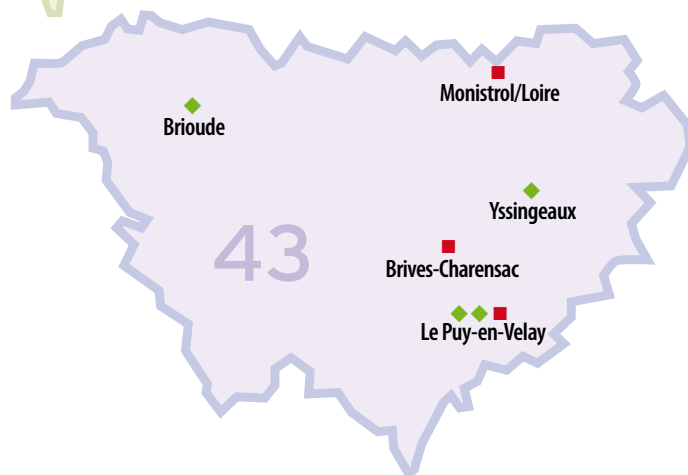 Monistrol/Loire
Brioude
Yssingeaux
43
Brives-Charensac
Le Puy-en-Velay